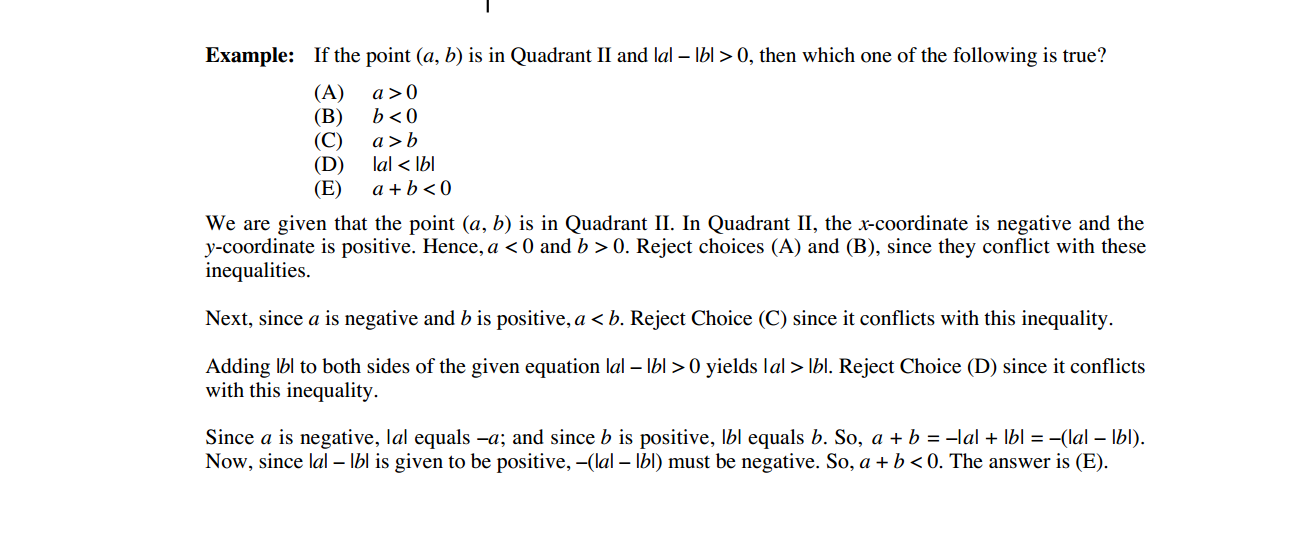 Example: If the point (a, b) is in Quadrant II and |a| – |b| > 0, then which one of the following is true?
(A) a > 0
(B) b < 0
(C) a > b
(D) |a| < |b|
(E) a + b < 0
We are given that the point (a, b) is in Quadrant II. In Quadrant II, the x-coordinate is negative and the
y-coordinate is positive. Hence, a < 0 and b > 0. Reject choices (A) and (B), since they conflict with these
inequalities.
Next, since a is negative and b is positive, a < b. Reject Choice (C) since it conflicts with this inequality.
Adding |b| to both sides of the given equation |a| – |b| > 0 yields |a| > |b|. Reject Choice (D) since it conflicts
with this inequality.
Since a is negative, |a| equals –a; and since b is positive, |b| equals b. So, a + b = –|a| + |b| = –(|a| – |b|).
Now, since |a| – |b| is given to be positive, –(|a| – |b|) must be negative. So, a + b < 0. The answer is (E).